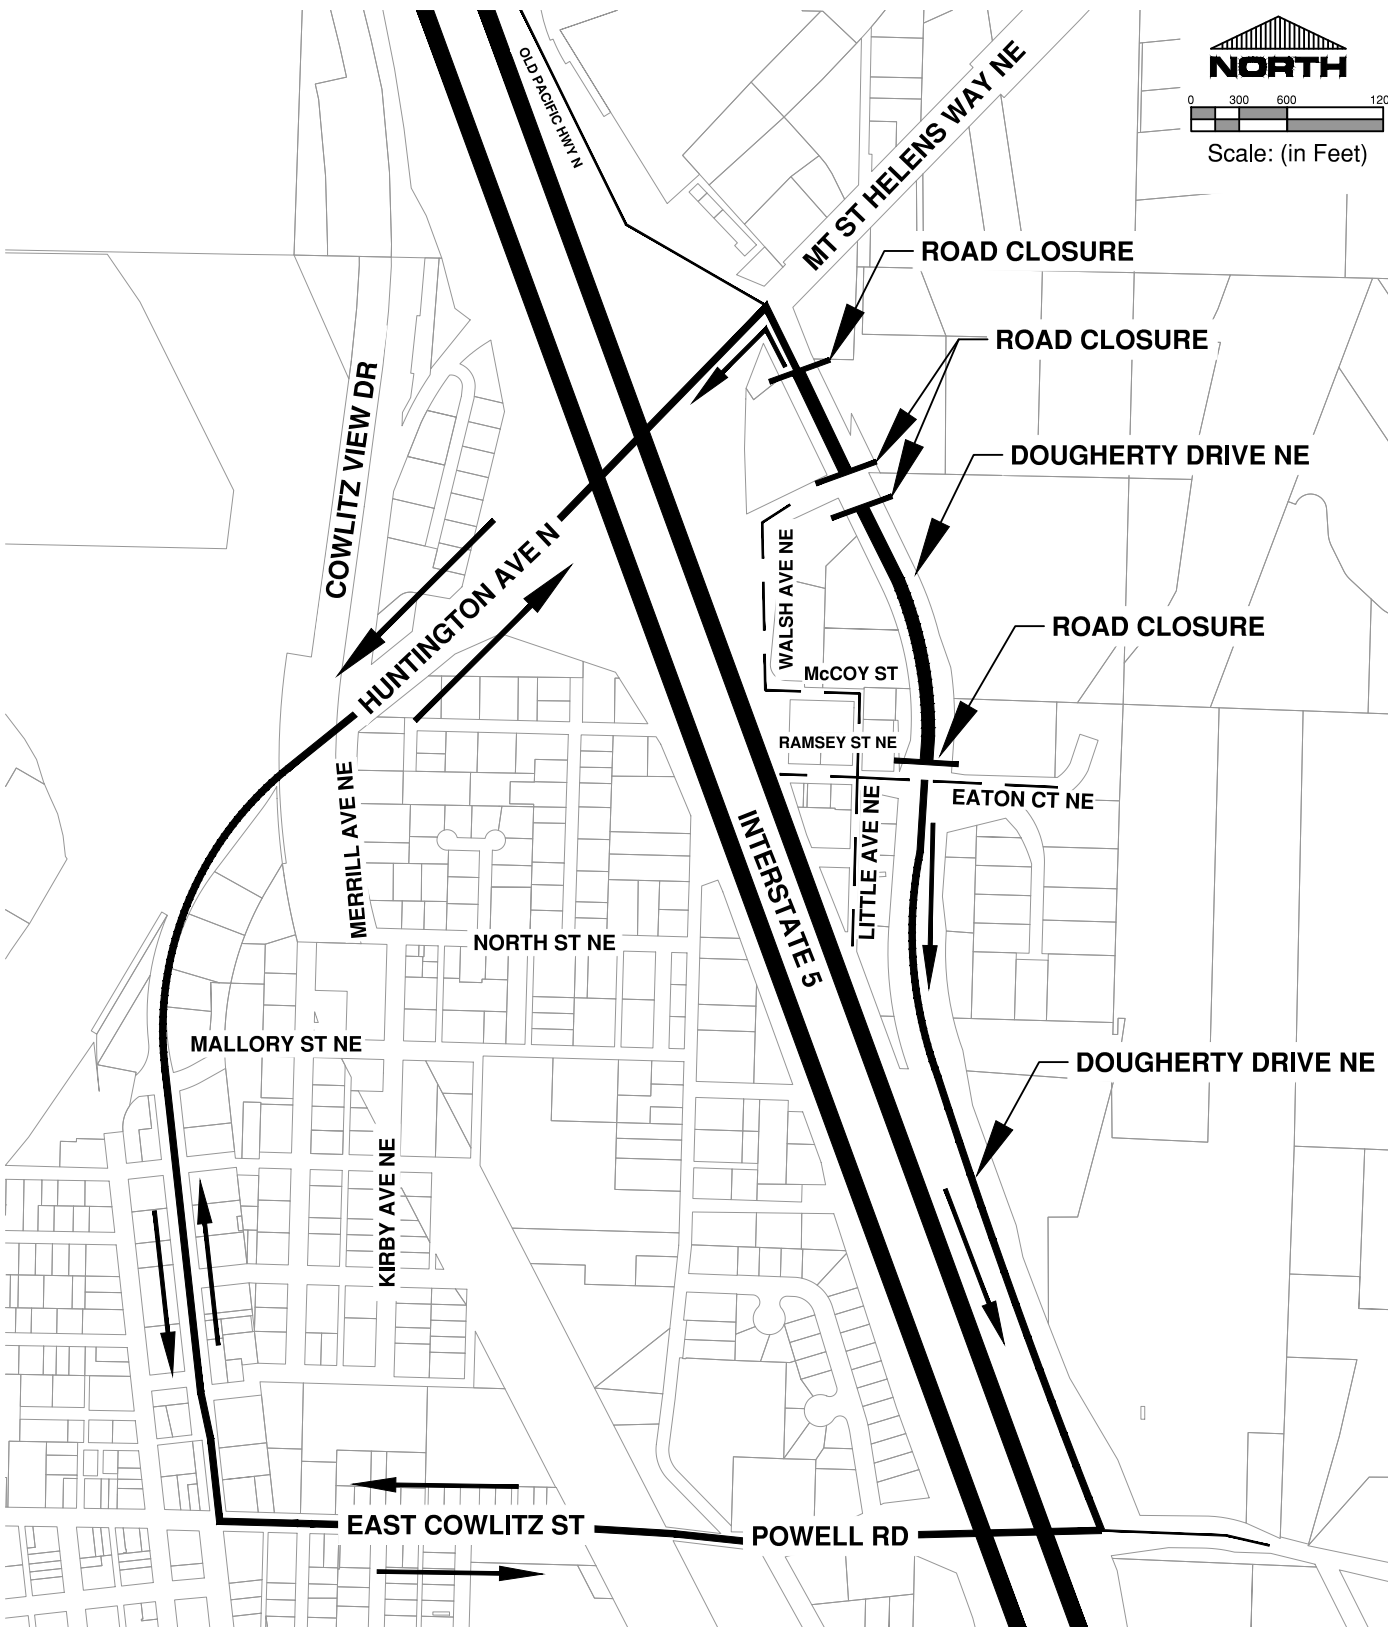 NORTH
0 300 600 120
Scale: (in Feet)
OLD PACIFIC HWY N
MT ST HELENS WAY NE
ROAD CLOSURE
ROAD CLOSURE
COWLITZ VIEW DR
DOUGHERTY DRIVE NE
HUNTINGTON AVE N
WALSH AVE NE
ROAD CLOSURE
McCOY ST
RAMSEY ST NE
EATON CT NE
MERRILL AVE NE
INTERSTATE 5
LITTLE AVE NE
NORTH ST NE
MALLORY ST NE
DOUGHERTY DRIVE NE
KIRBY AVE NE
EAST COWLITZ ST
POWELL RD